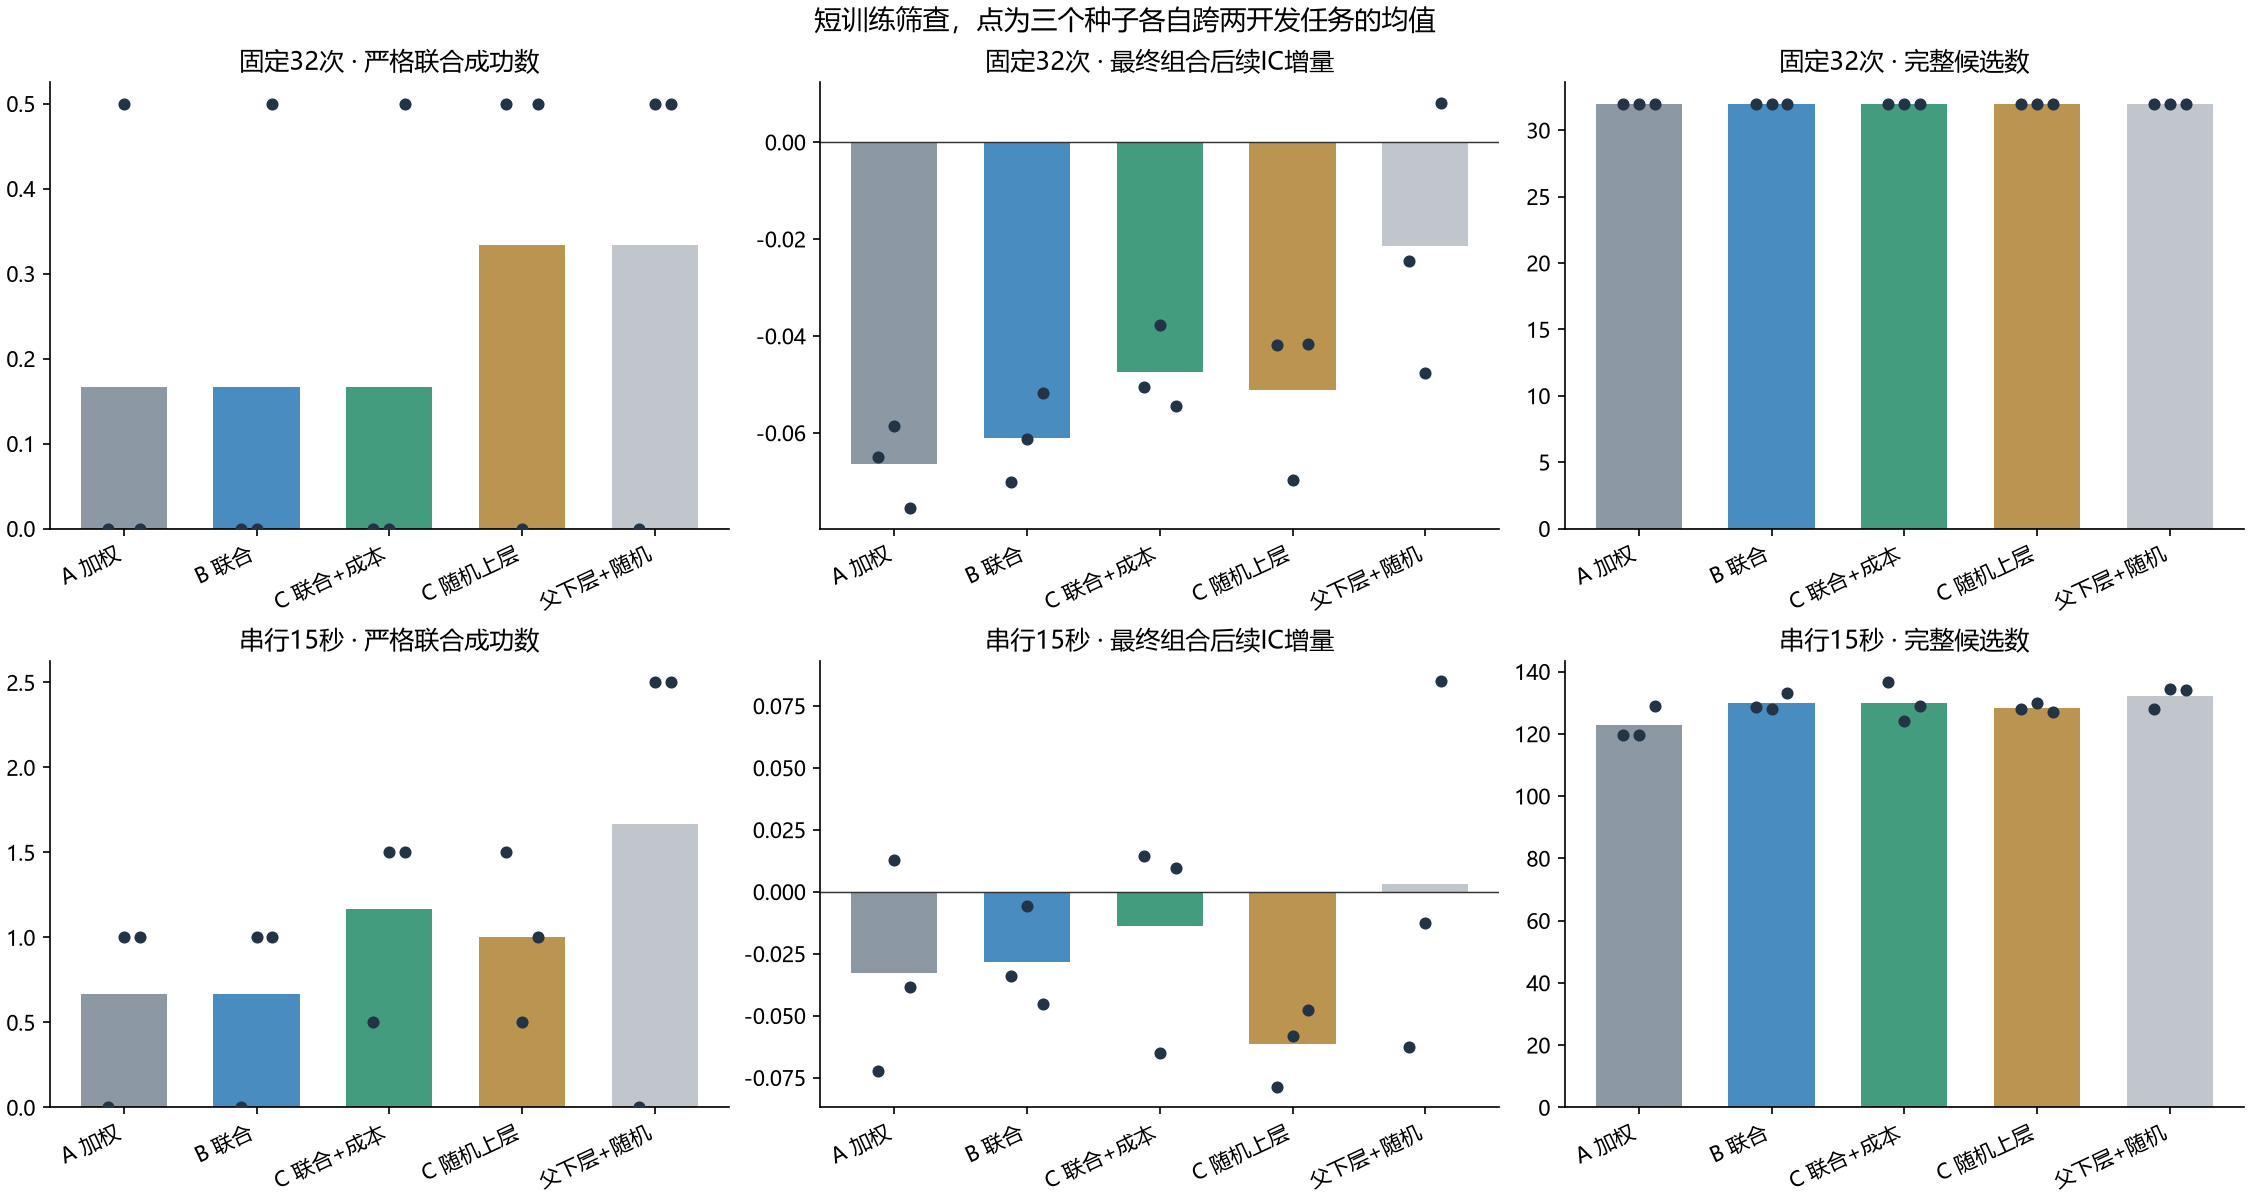 短训练筛查，点为三个种子各自跨两开发任务的均值
固定32次 · 严格联合成功数
0.5
0.4
0.3
0.2
0.1
0.0
A 加权
B 联合
C 联合+成本
C 随机上层
父下层+随机
固定32次 · 最终组合后续IC增量
0.00
-0.02
-0.04
-0.06
A 加权
B 联合
C 联合+成本
C 随机上层
父下层+随机
固定32次 · 完整候选数
30
25
20
15
10
5
0
A 加权
B 联合
C 联合+成本
C 随机上层
父下层+随机
串行15秒 · 严格联合成功数
2.5
2.0
1.5
1.0
0.5
0.0
A 加权
B 联合
C 联合+成本
C 随机上层
父下层+随机
串行15秒 · 最终组合后续IC增量
0.075
0.050
0.025
0.000
-0.025
-0.050
-0.075
A 加权
B 联合
C 联合+成本
C 随机上层
父下层+随机
串行15秒 · 完整候选数
140
120
100
80
60
40
20
0
A 加权
B 联合
C 联合+成本
C 随机上层
父下层+随机